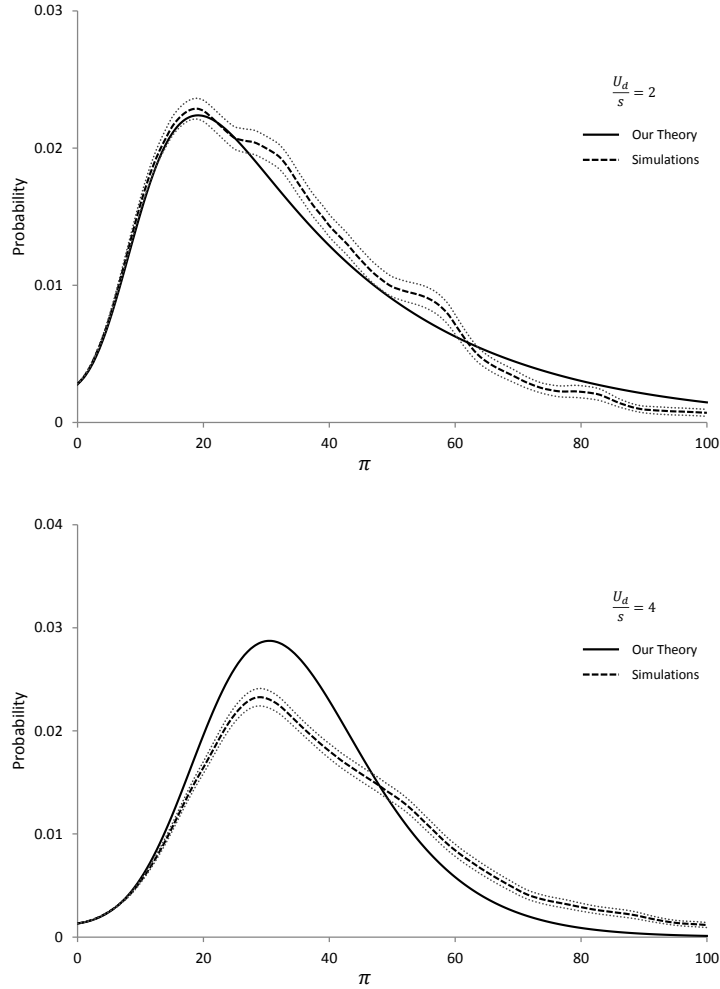 0.03
0.02
0.01
0
Probability
0 20 40 60 80 100
π
U_d/s = 2
Our Theory
Simulations
0.04
0.03
0.02
0.01
0
Probability
0 20 40 60 80 100
π
U_d/s = 4
Our Theory
Simulations